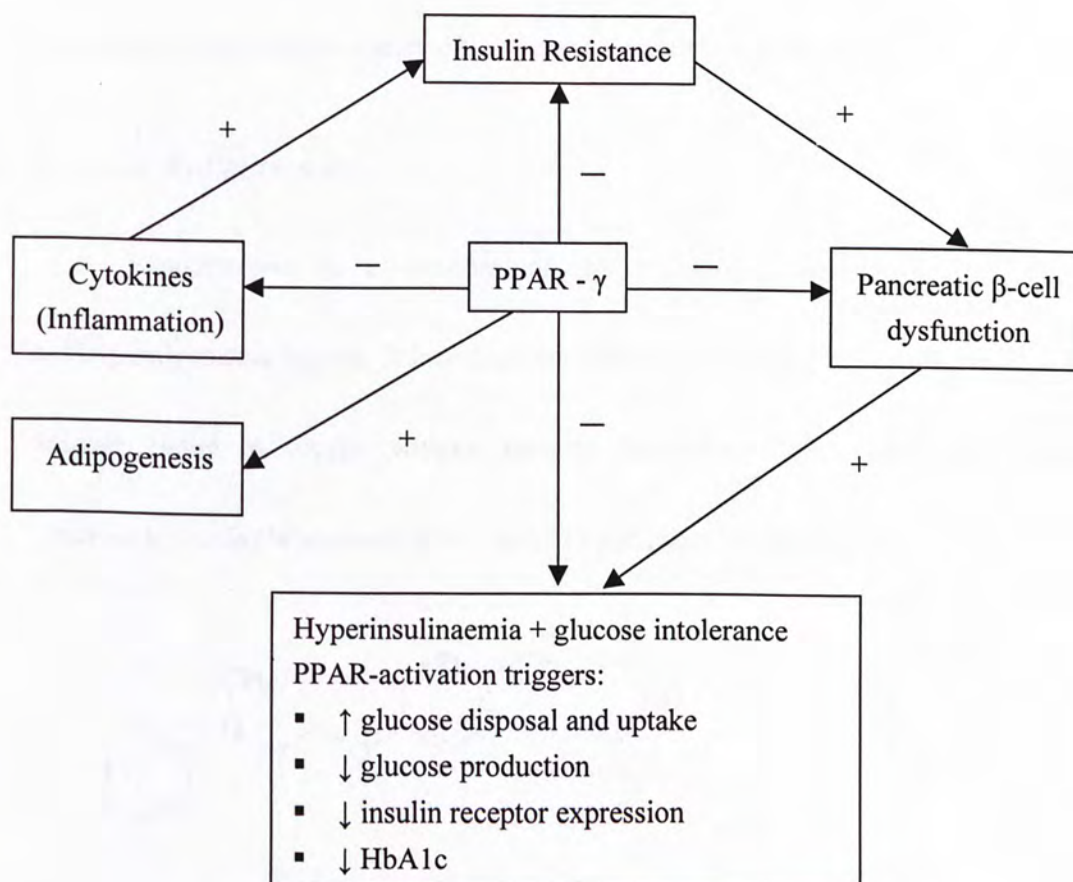 Insulin Resistance
+
+
—
Cytokines
(Inflammation)
–
PPAR - γ
Pancreatic β-cell
dysfunction
Adipogenesis
+
—
+
Hyperinsulinaemia + glucose intolerance
PPAR-activation triggers:
▪ ↑ glucose disposal and uptake
▪ ↓ glucose production
▪ ↓ insulin receptor expression
▪ ↓ HbA1c